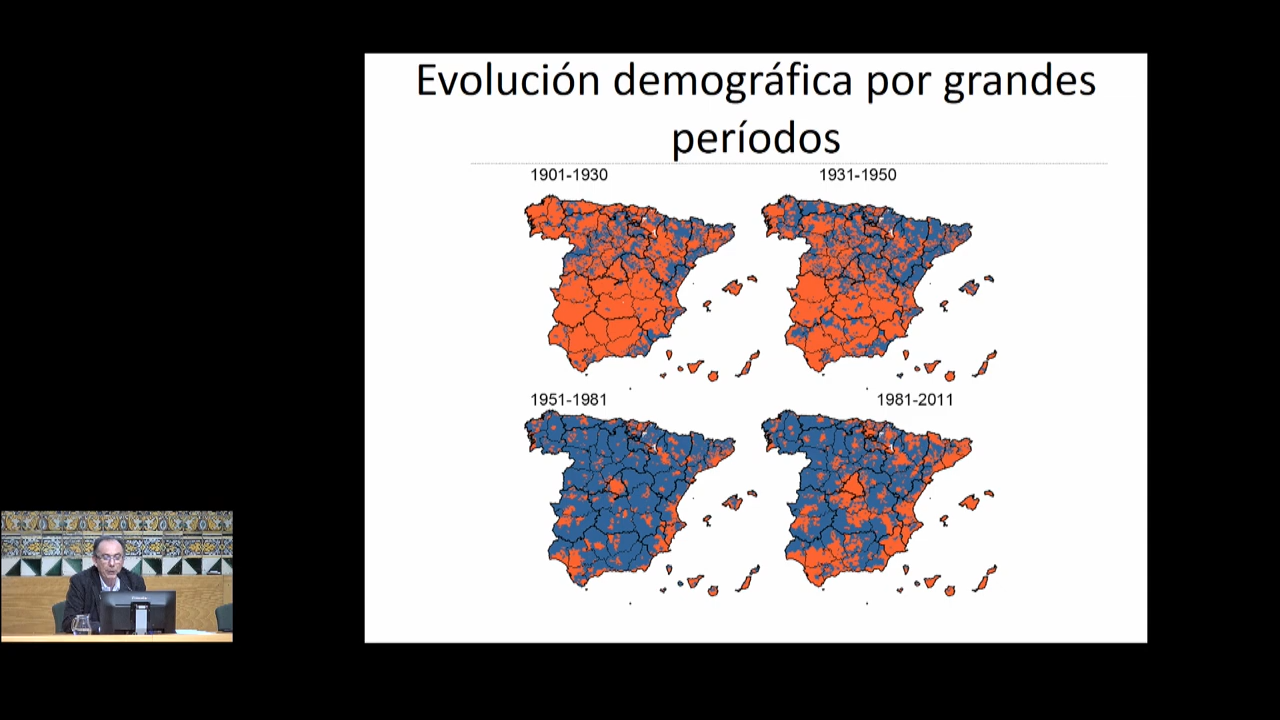 Evolución demográfica por grandes
períodos
1901-1930
1931-1950
1951-1981
1981-2011